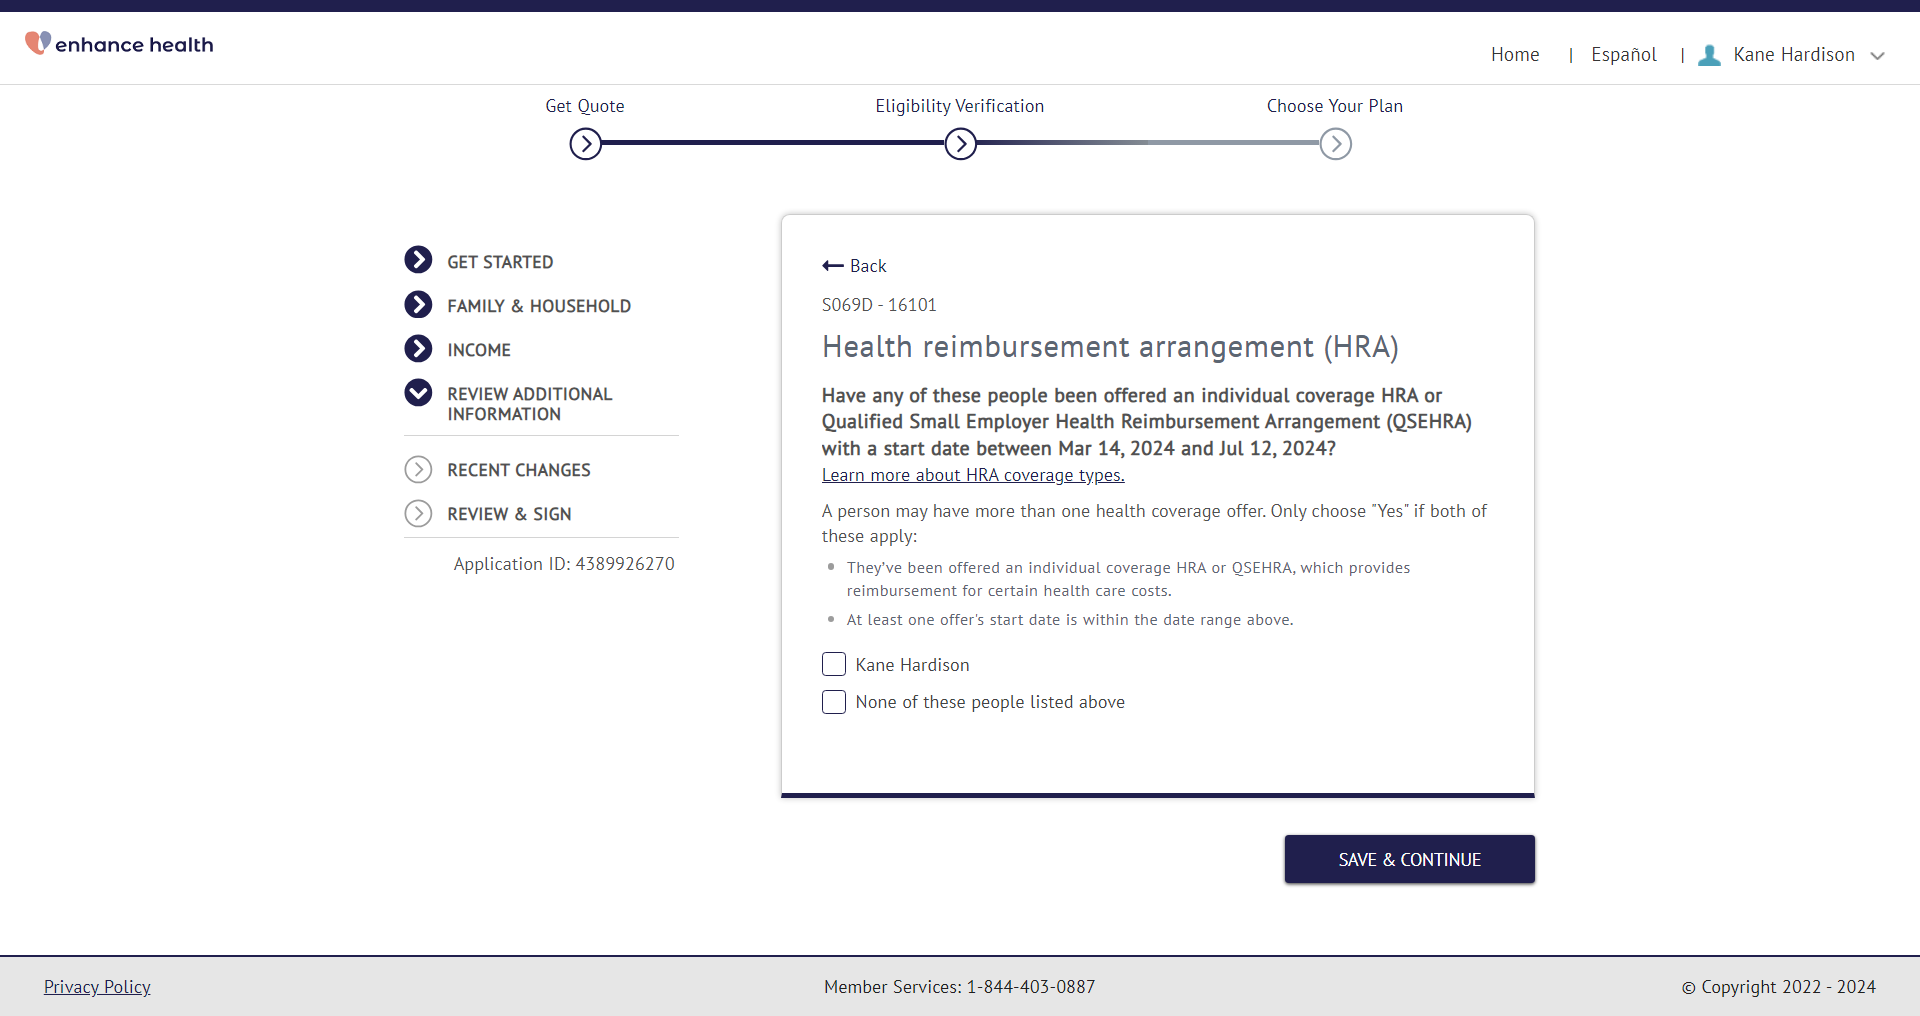 enhance health
Home | Español | Kane Hardison
Get Quote
Eligibility Verification
Choose Your Plan
GET STARTED
FAMILY & HOUSEHOLD
INCOME
REVIEW ADDITIONAL
INFORMATION
RECENT CHANGES
REVIEW & SIGN
Application ID: 4389926270
Back
S069D - 16101
Health reimbursement arrangement (HRA)
Have any of these people been offered an individual coverage HRA or
Qualified Small Employer Health Reimbursement Arrangement (QSEHRA)
with a start date between Mar 14, 2024 and Jul 12, 2024?
Learn more about HRA coverage types.
A person may have more than one health coverage offer. Only choose "Yes" if both of
these apply:
They've been offered an individual coverage HRA or QSEHRA, which provides
reimbursement for certain health care costs.
At least one offer's start date is within the date range above.
Kane Hardison
None of these people listed above
SAVE & CONTINUE
Privacy Policy
Member Services: 1-844-403-0887
© Copyright 2022 - 2024